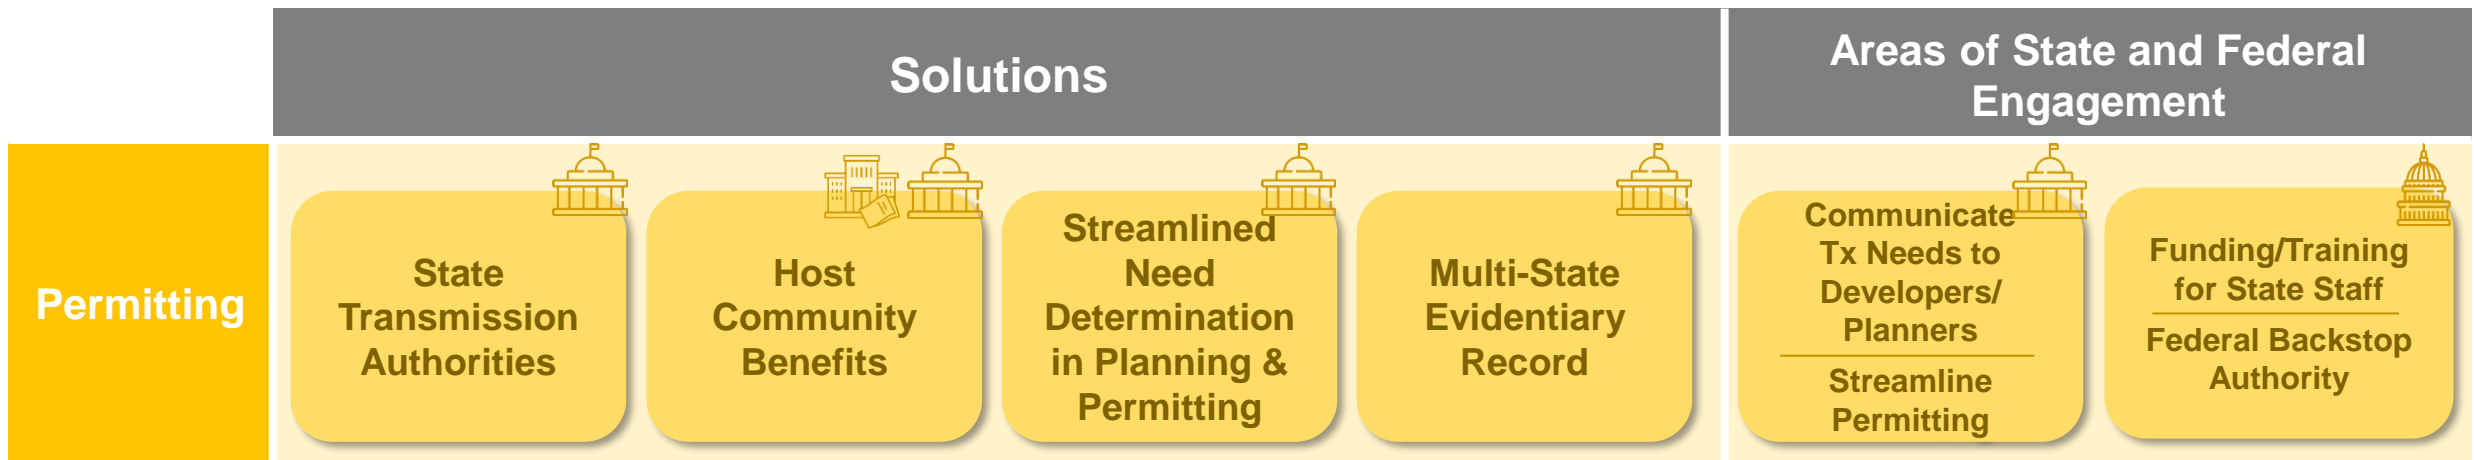 Solutions
Areas of State and Federal
Engagement
Permitting
State
Transmission
Authorities
Host
Community
Benefits
Streamlined
Need
Determination
in Planning &
Permitting
Multi-State
Evidentiary
Record
Communicate
Tx Needs to
Developers/
Planners
Streamline
Permitting
Funding/Training
for State Staff
Federal Backstop
Authority